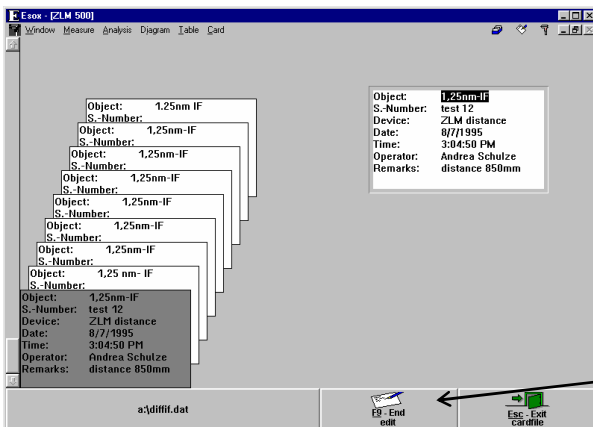 Esox - [ZLM 500]
Window Measure Analysis Djagram Table Card
Object: 1.25nm IF
S.-Number:
Object: 1,25nm-IF
S.-Number:
Object: 1,25nm-IF
S.-Number:
Object: 1,25nm-IF
S.-Number:
Object: 1,25nm-IF
S.-Number:
Object: 1,25nm-IF
S.-Number:
Object: 1,25nm-IF
S.-Number:
Object: 1,25 nm- IF
S.-Number:
Object: 1,25nm-IF
S.-Number: test 12
Device: ZLM distance
Date: 8/7/1995
Time: 3:04:50 PM
Operator: Andrea Schulze
Remarks: distance 850mm
Object: 1,25nm-IF
S.-Number: test 12
Device: ZLM distance
Date: 8/7/1995
Time: 3:04:50 PM
Operator: Andrea Schulze
Remarks: distance 850mm
a:\diffif.dat
F9 - End
edit
Esc - Exit
cardfile